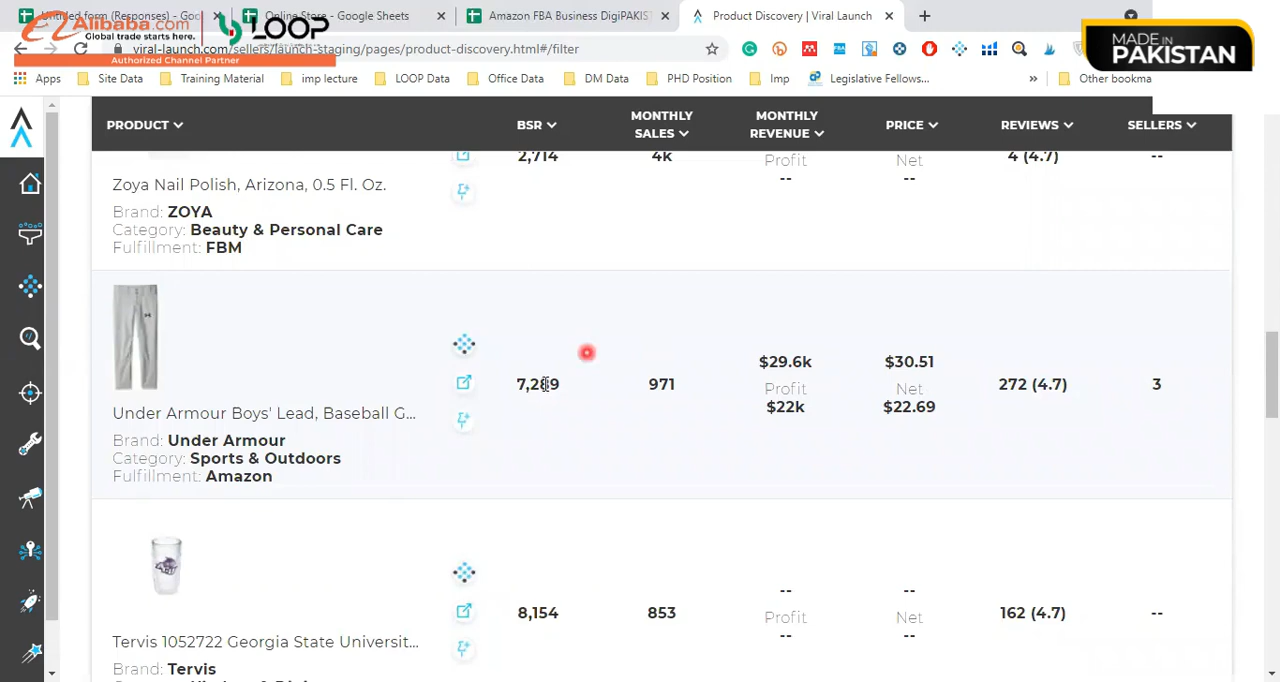 Untitled form (Responses) - Goo
Online Store - Google Sheets
Amazon FBA Business DigiPAKIS
Product Discovery | Viral Launch
Alibaba.com
Global trade starts here.
Authorized Channel Partner
LOOP
MADE IN
PAKISTAN
viral-launch.com/sellers/launch-staging/pages/product-discovery.html#/filter
Apps
Site Data
Training Material
imp lecture
LOOP Data
Office Data
DM Data
PHD Position
Imp
Legislative Fellows...
»
Other bookma
PRODUCT
BSR
MONTHLY SALES
MONTHLY REVENUE
PRICE
REVIEWS
SELLERS
2,714
4k
Profit
--
Net
--
4 (4.7)
--
Zoya Nail Polish, Arizona, 0.5 Fl. Oz.
Brand: ZOYA
Category: Beauty & Personal Care
Fulfillment: FBM
7,289
971
$29.6k
Profit
$22k
$30.51
Net
$22.69
272 (4.7)
3
Under Armour Boys' Lead, Baseball G...
Brand: Under Armour
Category: Sports & Outdoors
Fulfillment: Amazon
8,154
853
--
Profit
--
--
Net
--
162 (4.7)
--
Tervis 1052722 Georgia State Universit...
Brand: Tervis